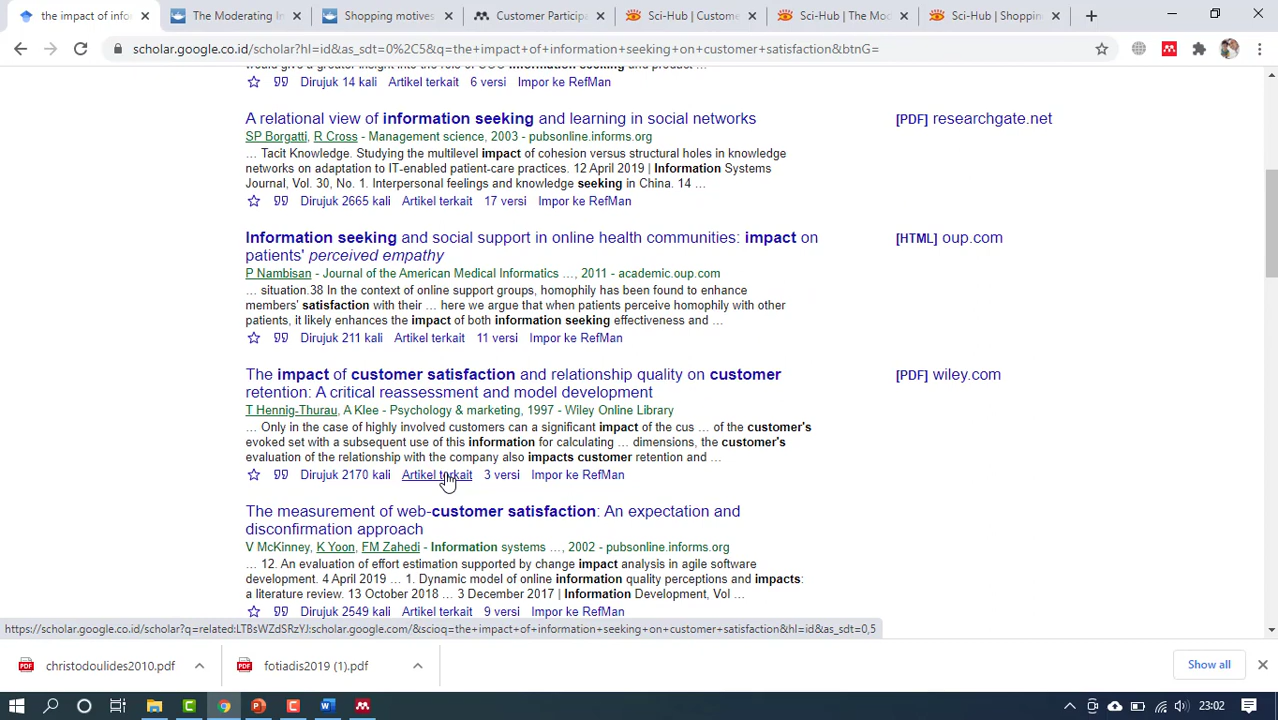 the impact of infor
The Moderating In
Shopping motives
Customer Participa
Sci-Hub | Custome
Sci-Hub | The Mod
Sci-Hub | Shopping
scholar.google.co.id/scholar?hl=id&as_sdt=0%2C5&q=the+impact+of+information+seeking+on+customer+satisfaction&btnG=
Dirujuk 14 kali Artikel terkait 6 versi Impor ke RefMan
A relational view of information seeking and learning in social networks
[PDF] researchgate.net
SP Borgatti, R Cross - Management science, 2003 - pubsonline.informs.org
... Tacit Knowledge. Studying the multilevel impact of cohesion versus structural holes in knowledge
networks on adaptation to IT-enabled patient-care practices. 12 April 2019 | Information Systems
Journal, Vol. 30, No. 1. Interpersonal feelings and knowledge seeking in China. 14 ...
Dirujuk 2665 kali Artikel terkait 17 versi Impor ke RefMan
Information seeking and social support in online health communities: impact on
patients' perceived empathy
[HTML] oup.com
P Nambisan - Journal of the American Medical Informatics ..., 2011 - academic.oup.com
... situation.38 In the context of online support groups, homophily has been found to enhance
members' satisfaction with their ... here we argue that when patients perceive homophily with other
patients, it likely enhances the impact of both information seeking effectiveness and ...
Dirujuk 211 kali Artikel terkait 11 versi Impor ke RefMan
The impact of customer satisfaction and relationship quality on customer
retention: A critical reassessment and model development
[PDF] wiley.com
T Hennig-Thurau, A Klee - Psychology & marketing, 1997 - Wiley Online Library
... Only in the case of highly involved customers can a significant impact of the cus ... of the customer's
evoked set with a subsequent use of this information for calculating ... dimensions, the customer's
evaluation of the relationship with the company also impacts customer retention and ...
Dirujuk 2170 kali Artikel terkait 3 versi Impor ke RefMan
The measurement of web-customer satisfaction: An expectation and
disconfirmation approach
V McKinney, K Yoon, FM Zahedi - Information systems ..., 2002 - pubsonline.informs.org
... 12. An evaluation of effort estimation supported by change impact analysis in agile software
development. 4 April 2019 ... 1. Dynamic model of online information quality perceptions and impacts:
a literature review. 13 October 2018 ... 3 December 2017 | Information Development, Vol ...
Dirujuk 2549 kali Artikel terkait 9 versi Impor ke RefMan
https://scholar.google.co.id/scholar?q=related:LTBsWZdSRzYJ:scholar.google.com/&scioq=the+impact+of+information+seeking+on+customer+satisfaction&hl=id&as_sdt=0,5
christodoulides2010.pdf
fotiadis2019 (1).pdf
Show all
23:02